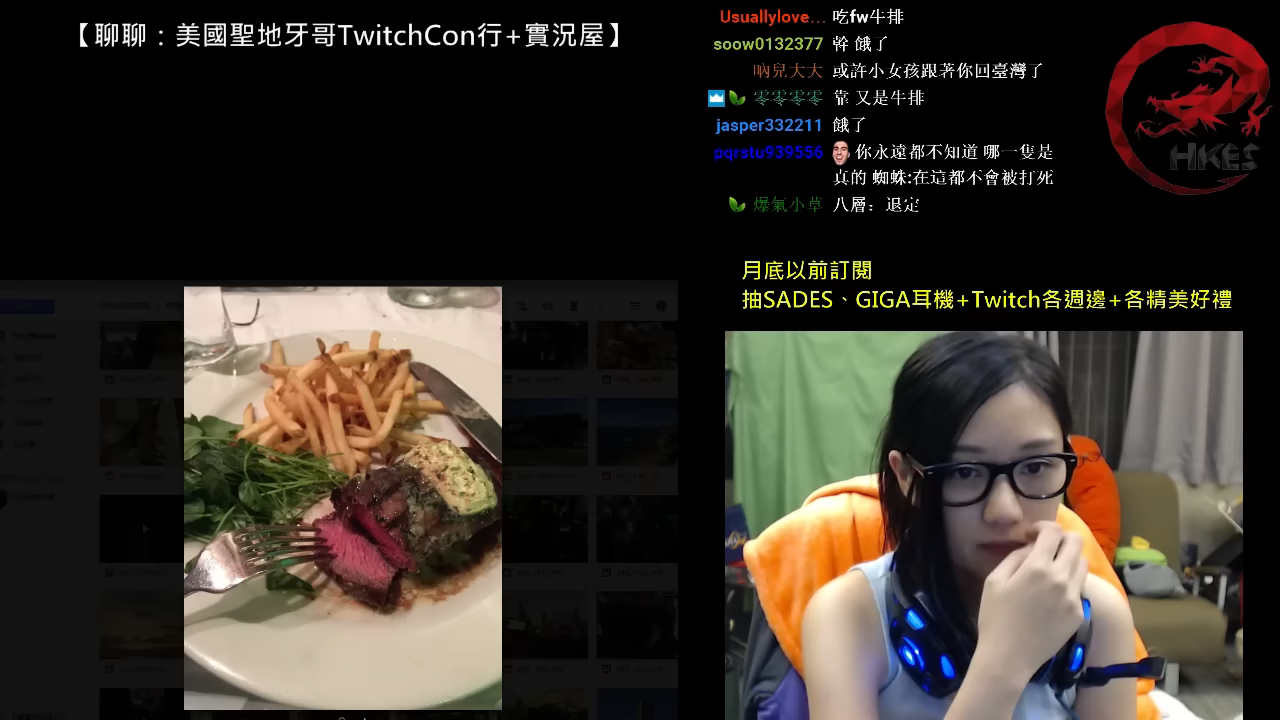 【聊聊：美國聖地牙哥TwitchCon行+實況屋】
Usuallylove... 吃fw牛排
soow0132377 幹 餓了
吶兒大大 或許小女孩跟著你回臺灣了
零零零零 靠 又是牛排
jasper332211 餓了
pqrstu939556 你永遠都不知道 哪一隻是
真的 蜘蛛:在這都不會被打死
爆氣小草 八層：退定
HKES
月底以前訂閱
抽SADES、GIGA耳機+Twitch各週邊+各精美好禮